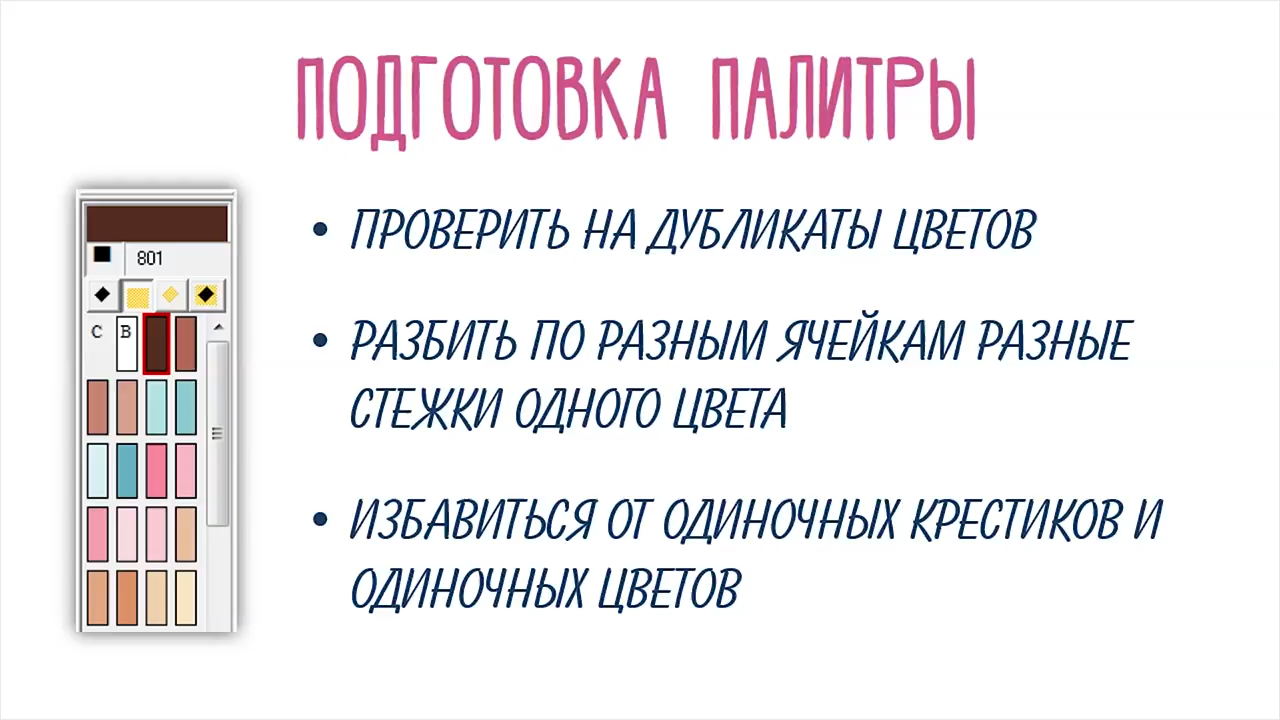 ПОДГОТОВКА ПАЛИТРЫ
801
C B
• ПРОВЕРИТЬ НА ДУБЛИКАТЫ ЦВЕТОВ
• РАЗБИТЬ ПО РАЗНЫМ ЯЧЕЙКАМ РАЗНЫЕ
СТЕЖКИ ОДНОГО ЦВЕТА
• ИЗБАВИТЬСЯ ОТ ОДИНОЧНЫХ КРЕСТИКОВ И
ОДИНОЧНЫХ ЦВЕТОВ